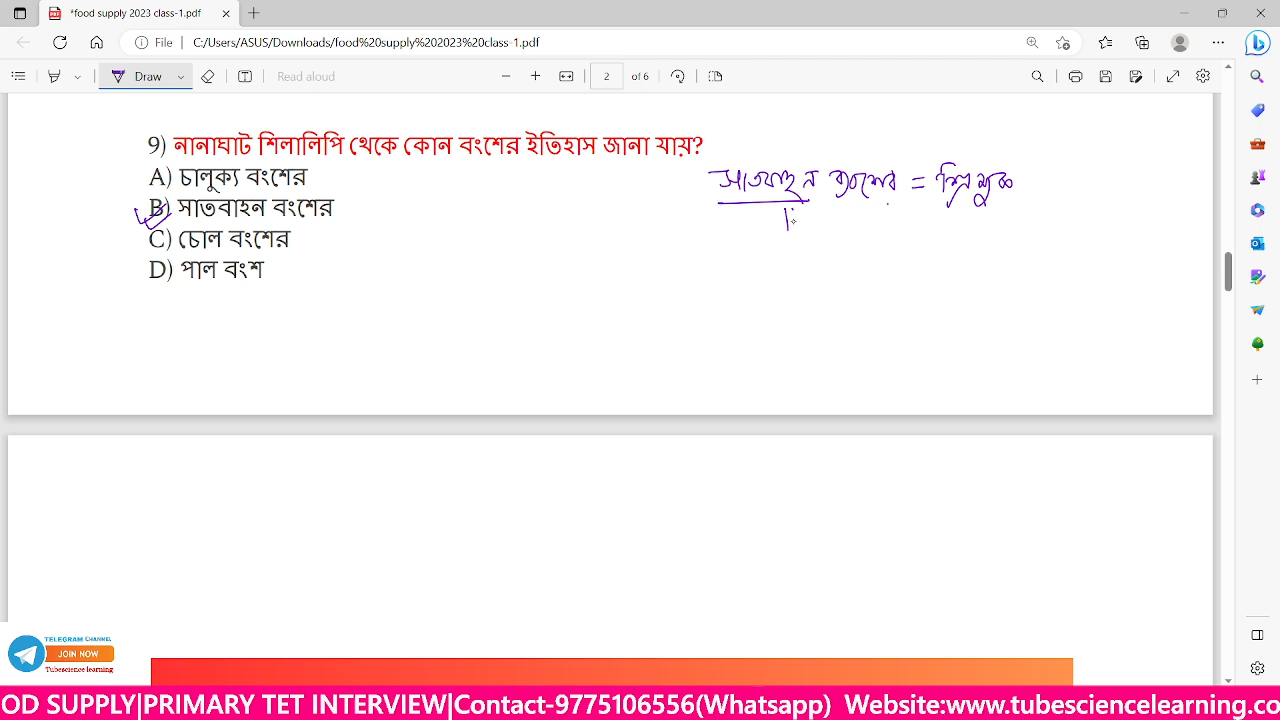 *food supply 2023 class-1.pdf
File C:/Users/ASUS/Downloads/food%20supply%202023%20class-1.pdf
Draw Read aloud 2 of 6
9) নানাঘাট শিলালিপি থেকে কোন বংশের ইতিহাস জানা যায়?
A) চালুক্য বংশের
B) সাতবাহন বংশের
C) চোল বংশের
D) পাল বংশ
সাতবাহন বংশের =
TELEGRAM CHANNEL
JOIN NOW
Tubescience learning
OD SUPPLY|PRIMARY TET INTERVIEW|Contact-9775106556(Whatsapp) Website:www.tubesciencelearning.co